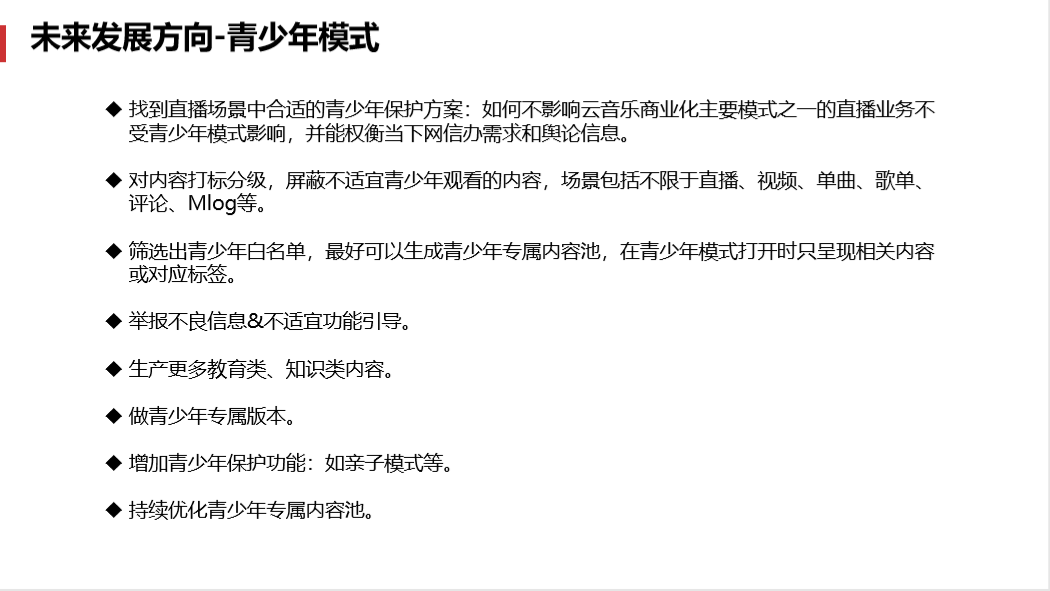 未来发展方向-青少年模式
◆ 找到直播场景中合适的青少年保护方案：如何不影响云音乐商业化主要模式之一的直播业务不
受青少年模式影响，并能权衡当下网信办需求和舆论信息。
◆ 对内容打标分级，屏蔽不适宜青少年观看的内容，场景包括不限于直播、视频、单曲、歌单、
评论、Mlog等。
◆ 筛选出青少年白名单，最好可以生成青少年专属内容池，在青少年模式打开时只呈现相关内容
或对应标签。
◆ 举报不良信息&不适宜功能引导。
◆ 生产更多教育类、知识类内容。
◆ 做青少年专属版本。
◆ 增加青少年保护功能：如亲子模式等。
◆ 持续优化青少年专属内容池。